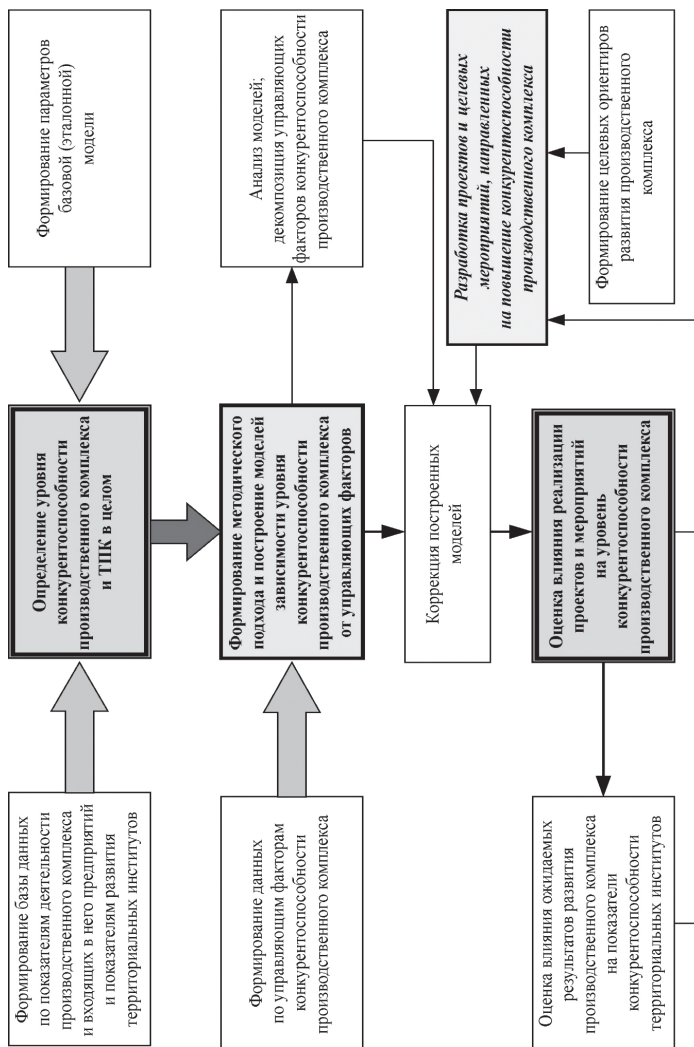 Формирование базы данных
по показателям деятельности
производственного комплекса
и входящих в него предприятий
и показателям развития
территориальных институтов
Определение уровня
конкурентоспособности
производственного комплекса
и ТПК в целом
Формирование параметров
базовой (эталонной)
модели
Формирование данных
по управляющим факторам
конкурентоспособности
производственного комплекса
Формирование методического
подхода и построение моделей
зависимости уровня
конкурентоспособности
производственного комплекса
от управляющих факторов
Анализ моделей;
декомпозиция управляющих
факторов конкурентоспособности
производственного комплекса
Коррекция построенных
моделей
Разработка проектов и целевых
мероприятий, направленных
на повышение конкурентоспособности
производственного комплекса
Оценка влияния ожидаемых
результатов развития
производственного комплекса
на показатели
конкурентоспособности
территориальных институтов
Оценка влияния реализации
проектов и мероприятий
на уровень
конкурентоспособности
производственного комплекса
Формирование целевых ориентиров
развития производственного
комплекса